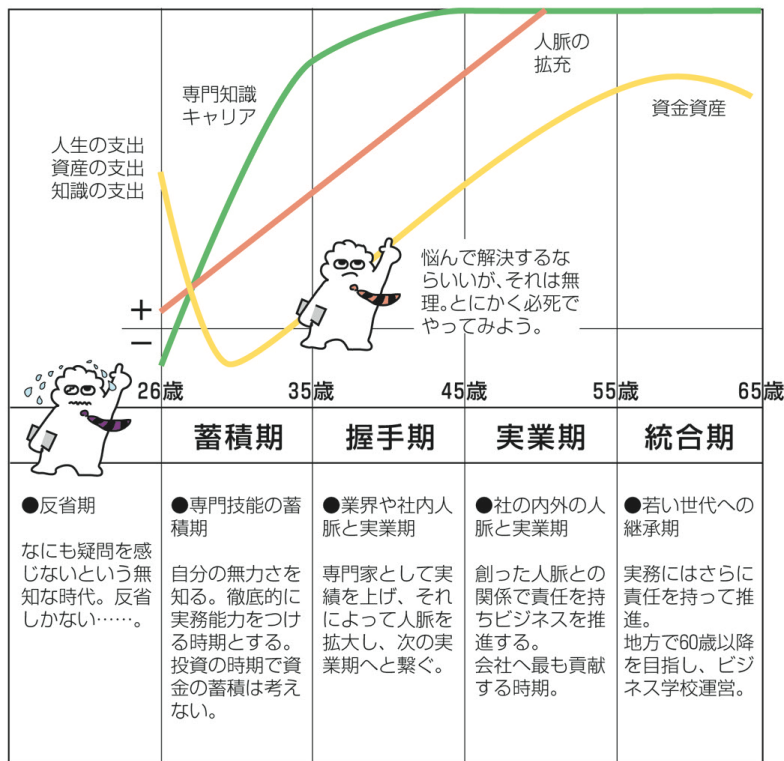 専門知識
キャリア
人脈の
拡充
資金資産
人生の支出
資産の支出
知識の支出
悩んで解決するな
らいいが、それは無
理。とにかく必死で
やってみよう。
＋
−
26歳
35歳
45歳
55歳
65歳
蓄積期
握手期
実業期
統合期
●反省期
なにも疑問を感
じないという無
知な時代。反省
しかない……。
●専門技能の蓄
積期
自分の無力さを
知る。徹底的に
実務能力をつけ
る時期とする。
投資の時期で資
金の蓄積は考え
ない。
●業界や社内人
脈と実業期
専門家として実
績を上げ、それ
によって人脈を
拡大し、次の実
業期へと繋ぐ。
●社の内外の人
脈と実業期
創った人脈との
関係で責任を持
ちビジネスを推
進する。
会社へ最も貢献
する時期。
●若い世代への
継承期
実務にはさらに
責任を持って推
進。
地方で60歳以降
を目指し、ビジ
ネス学校運営。